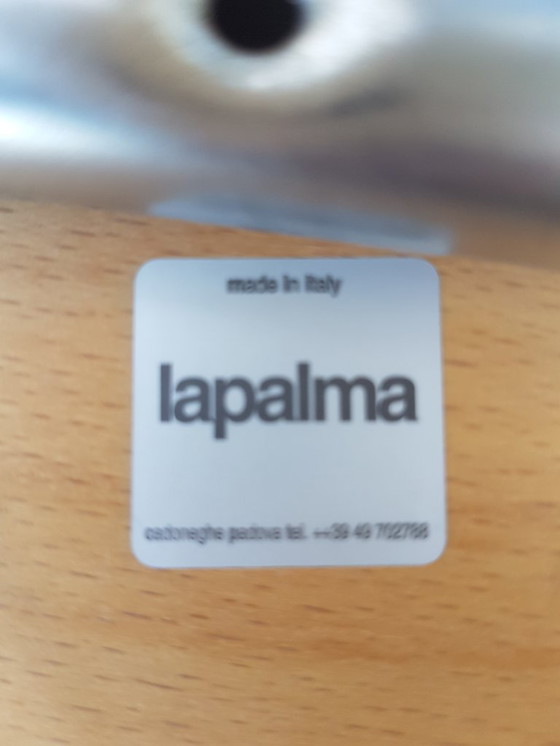 made in italy
lapalma
cadoneghe padova tel. ++39 49 702788